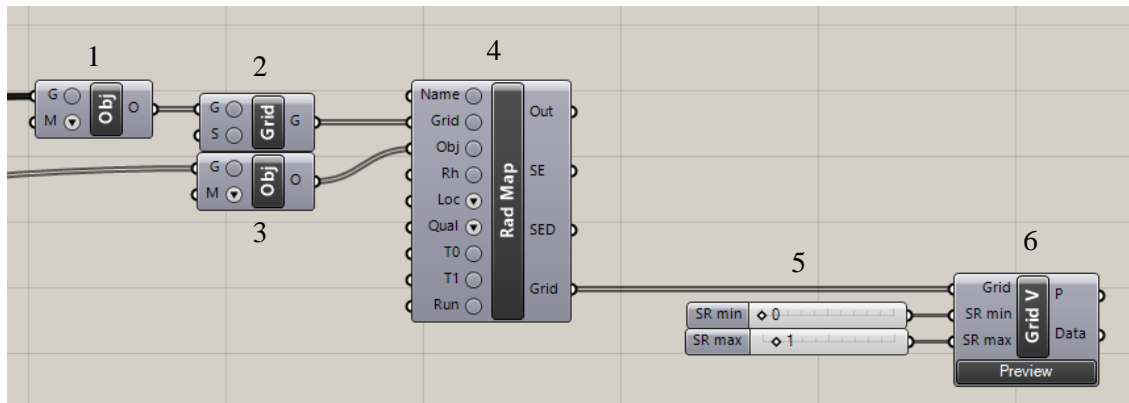 1
G
M
Obj
O
2
G
S
Grid
G
G
M
Obj
O
3
4
Name
Grid
Obj
Rh
Loc
Qual
T0
T1
Run
Rad Map
Out
SE
SED
Grid
5
SR min 0
SR max 1
6
Grid
SR min
SR max
Grid V
P
Data
Preview